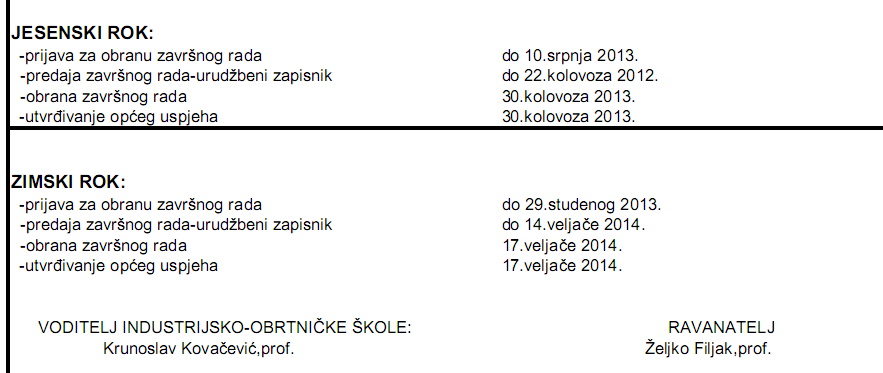 JESENSKI ROK:
-prijava za obranu završnog rada do 10.srpnja 2013.
-predaja završnog rada-urudžbeni zapisnik do 22.kolovoza 2012.
-obrana završnog rada 30.kolovoza 2013.
-utvrđivanje općeg uspjeha 30.kolovoza 2013.
ZIMSKI ROK:
-prijava za obranu završnog rada do 29.studenog 2013.
-predaja završnog rada-urudžbeni zapisnik do 14.veljače 2014.
-obrana završnog rada 17.veljače 2014.
-utvrđivanje općeg uspjeha 17.veljače 2014.
VODITELJ INDUSTRIJSKO-OBRTNIČKE ŠKOLE: RAVANATELJ
Krunoslav Kovačević,prof. Željko Filjak,prof.